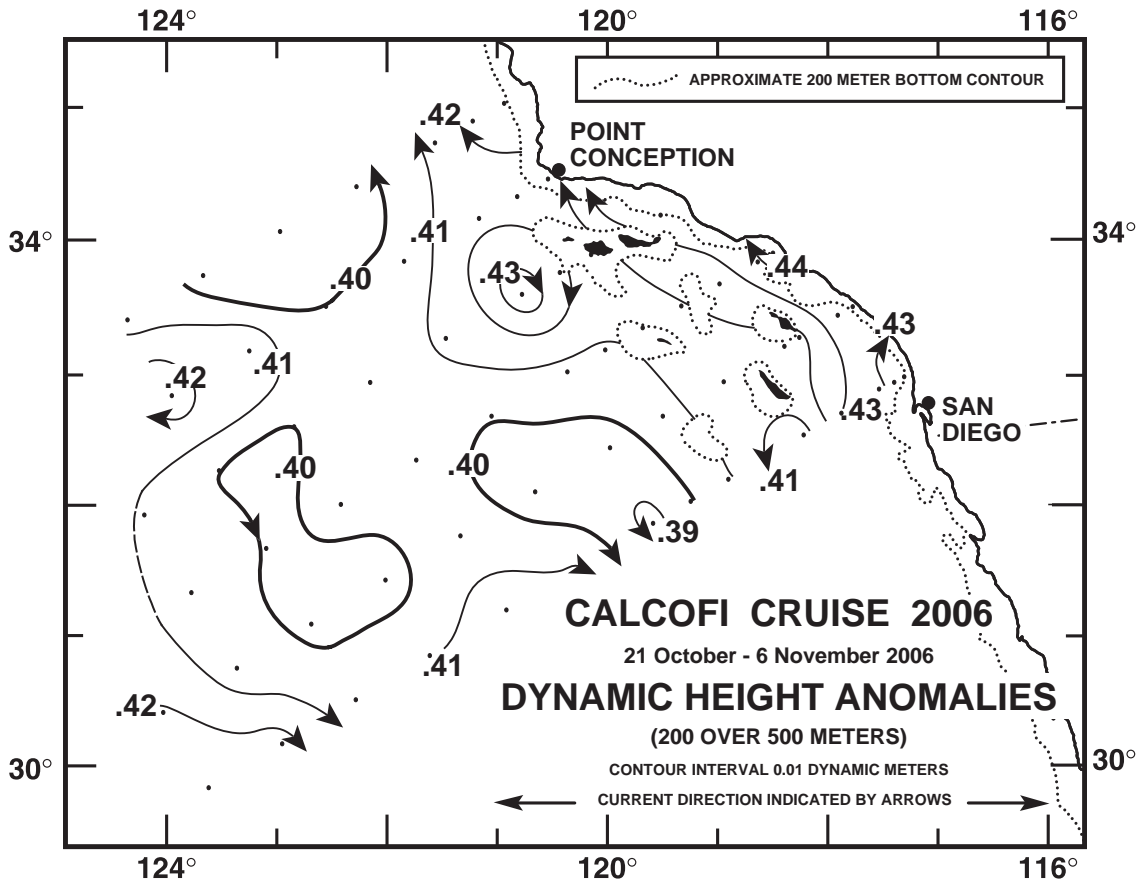 124° 120° 116°
APPROXIMATE 200 METER BOTTOM CONTOUR
.42
POINT
CONCEPTION
34° .41 34°
.43 .44
.40
.43
.41
.42
.43 SAN
DIEGO
.40 .40 .41
.39
CALCOFI CRUISE 2006
21 October - 6 November 2006
.41
DYNAMIC HEIGHT ANOMALIES
.42
(200 OVER 500 METERS)
30° 30°
CONTOUR INTERVAL 0.01 DYNAMIC METERS
CURRENT DIRECTION INDICATED BY ARROWS
124° 120° 116°